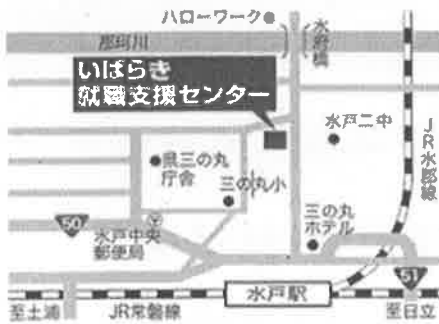 ハローワーク
水府橋
那珂川
いばらき
就職支援センター
水戸二中
JR水郡線
県三の丸
庁舎
三の丸小
50
水戸中央
郵便局
三の丸
ホテル
51
水戸駅
至土浦
JR常磐線
至日立